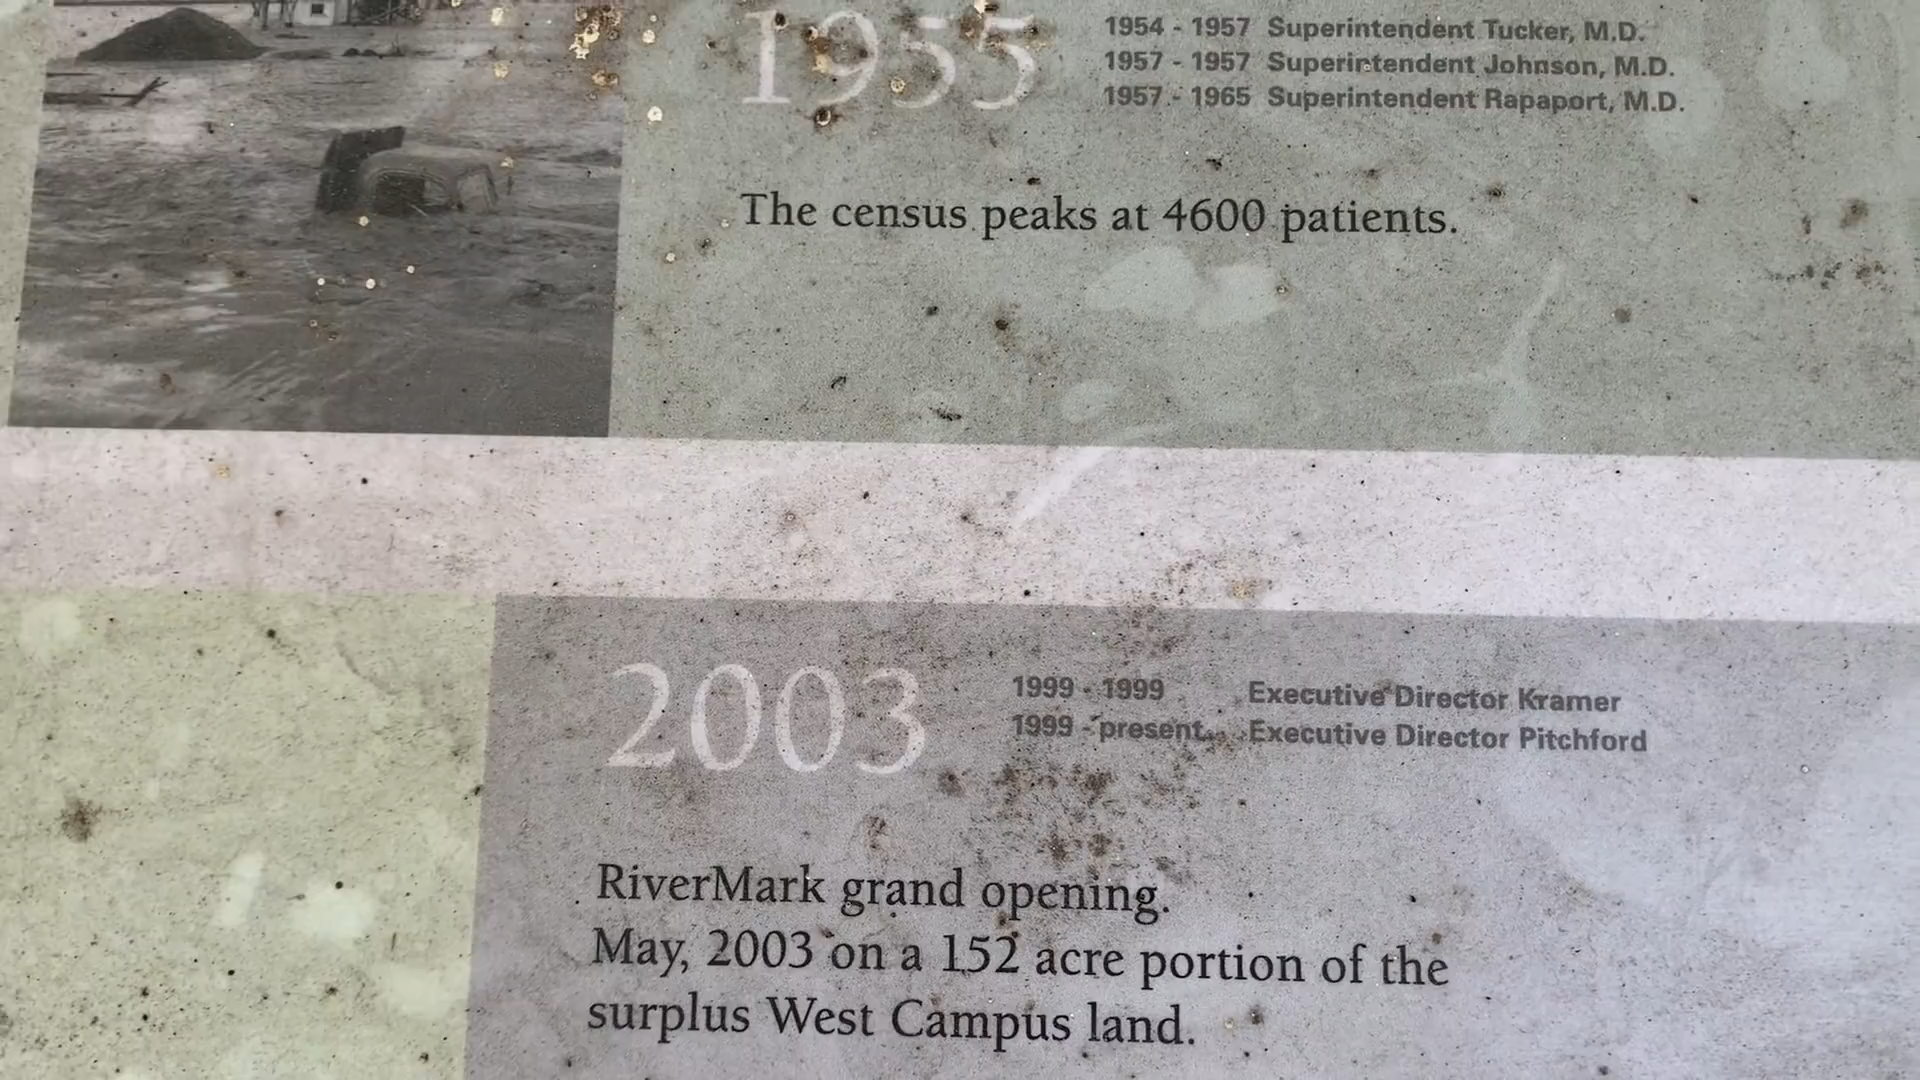 1955
1954 - 1957 Superintendent Tucker, M.D.
1957 - 1957 Superintendent Johnson, M.D.
1957 - 1965 Superintendent Rapaport, M.D.
The census peaks at 4600 patients.
2003
1999 - 1999 Executive Director Kramer
1999 - present Executive Director Pitchford
RiverMark grand opening.
May, 2003 on a 152 acre portion of the
surplus West Campus land.